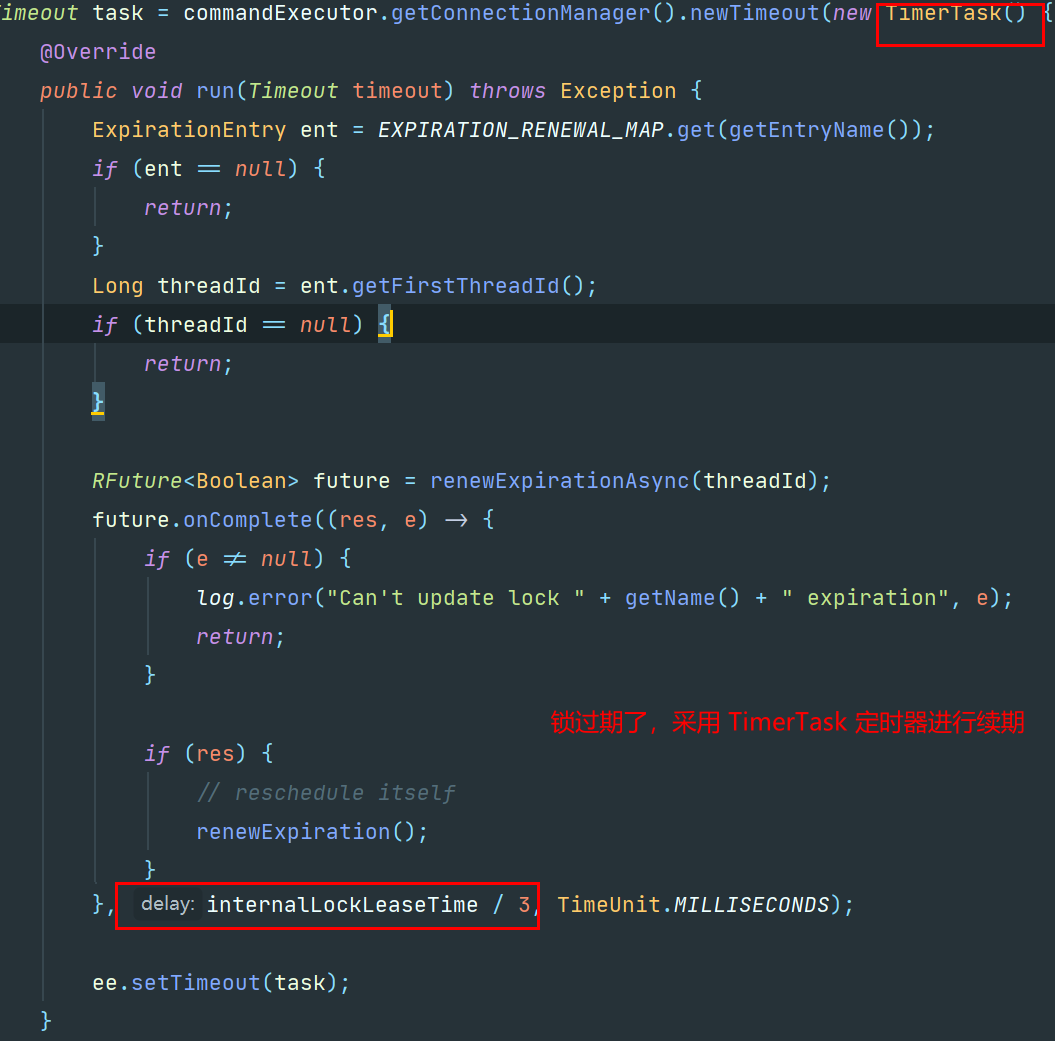 Timeout task = commandExecutor.getConnectionManager().newTimeout(new TimerTask() {
@Override
public void run(Timeout timeout) throws Exception {
ExpirationEntry ent = EXPIRATION_RENEWAL_MAP.get(getEntryName());
if (ent == null) {
return;
}
Long threadId = ent.getFirstThreadId();
if (threadId == null) {
return;
}
RFuture<Boolean> future = renewExpirationAsync(threadId);
future.onComplete((res, e) -> {
if (e != null) {
log.error("Can't update lock " + getName() + " expiration", e);
return;
}
锁过期了，采用 TimerTask 定时器进行续期
if (res) {
// reschedule itself
renewExpiration();
}
}, delay: internalLockLeaseTime / 3, TimeUnit.MILLISECONDS);
ee.setTimeout(task);
}